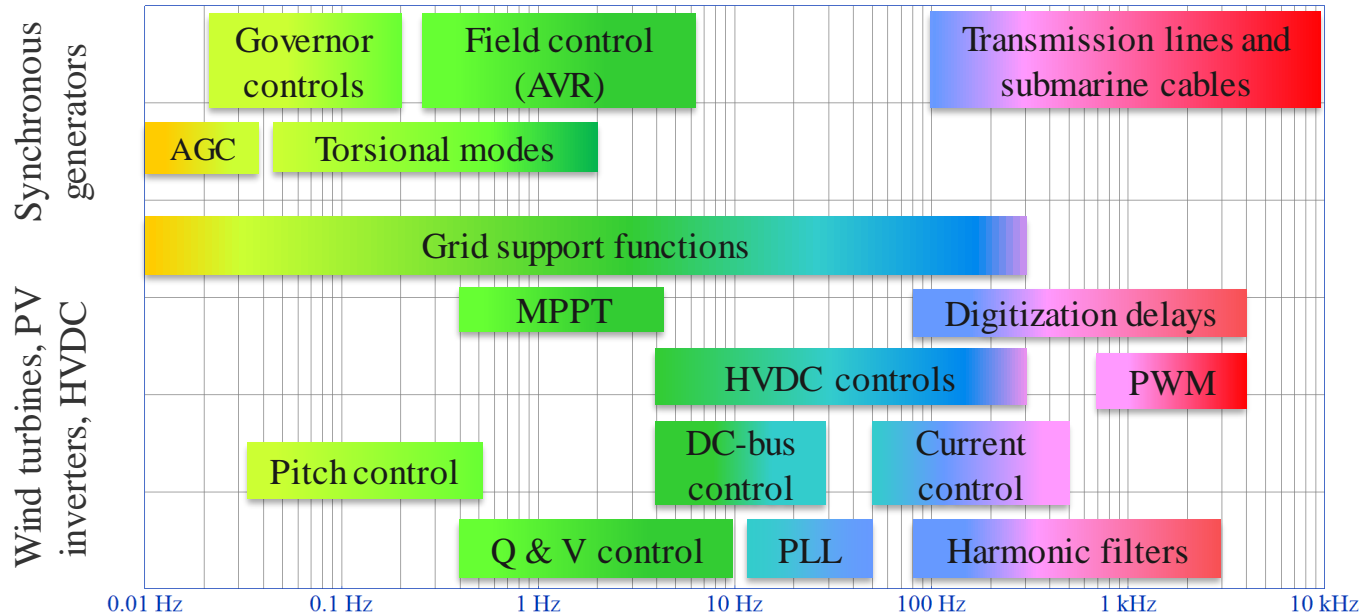 Synchronous
generators
Governor
controls
Field control
(AVR)
Transmission lines and
submarine cables
AGC
Torsional modes
Wind turbines, PV
inverters, HVDC
Grid support functions
MPPT
Digitization delays
HVDC controls
PWM
Pitch control
DC-bus
control
Current
control
Q & V control
PLL
Harmonic filters
0.01 Hz
0.1 Hz
1 Hz
10 Hz
100 Hz
1 kHz
10 kHz